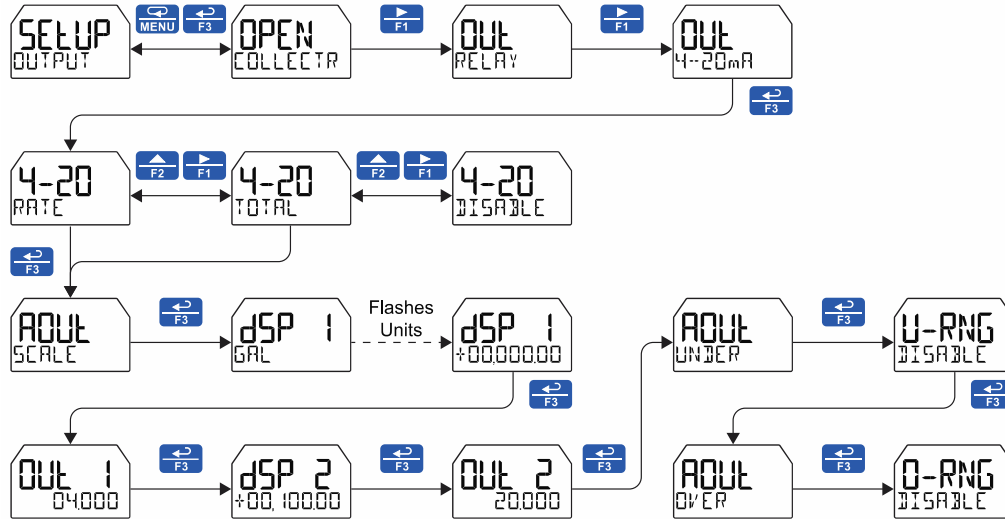 SEtUP
OUTPUT
MENU
F3
OPEN
COLLECTR
F1
OUt
RELAY
F1
OUt
4-20mA
F3
4-20
RATE
F2
F1
4-20
TOTAL
F2
F1
4-20
DISABLE
F3
AOUt
SCALE
F3
dSP 1
GAL
Flashes
Units
dSP 1
+00,000.00
F3
AOUt
UNDER
F3
U-RNG
DISABLE
F3
OUt 1
04.000
F3
dSP 2
+00,100.00
F3
OUt 2
20.000
F3
AOUt
OVER
F3
O-RNG
DISABLE